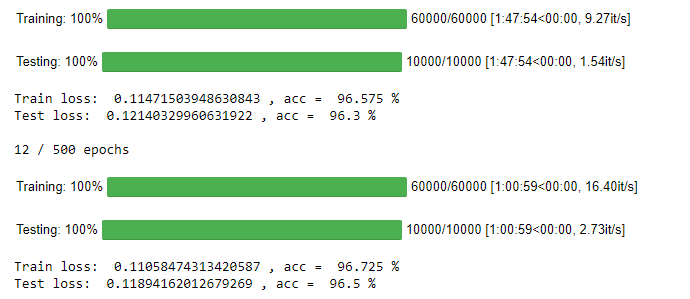 Training: 100% 60000/60000 [1:47:54<00:00, 9.27it/s]
Testing: 100% 10000/10000 [1:47:54<00:00, 1.54it/s]
Train loss:  0.11471503948630843 , acc =  96.575 %
Test loss:  0.12140329960631922 , acc =  96.3 %
12 / 500 epochs
Training: 100% 60000/60000 [1:00:59<00:00, 16.40it/s]
Testing: 100% 10000/10000 [1:00:59<00:00, 2.73it/s]
Train loss:  0.11058474313420587 , acc =  96.725 %
Test loss:  0.11894162012679269 , acc =  96.5 %